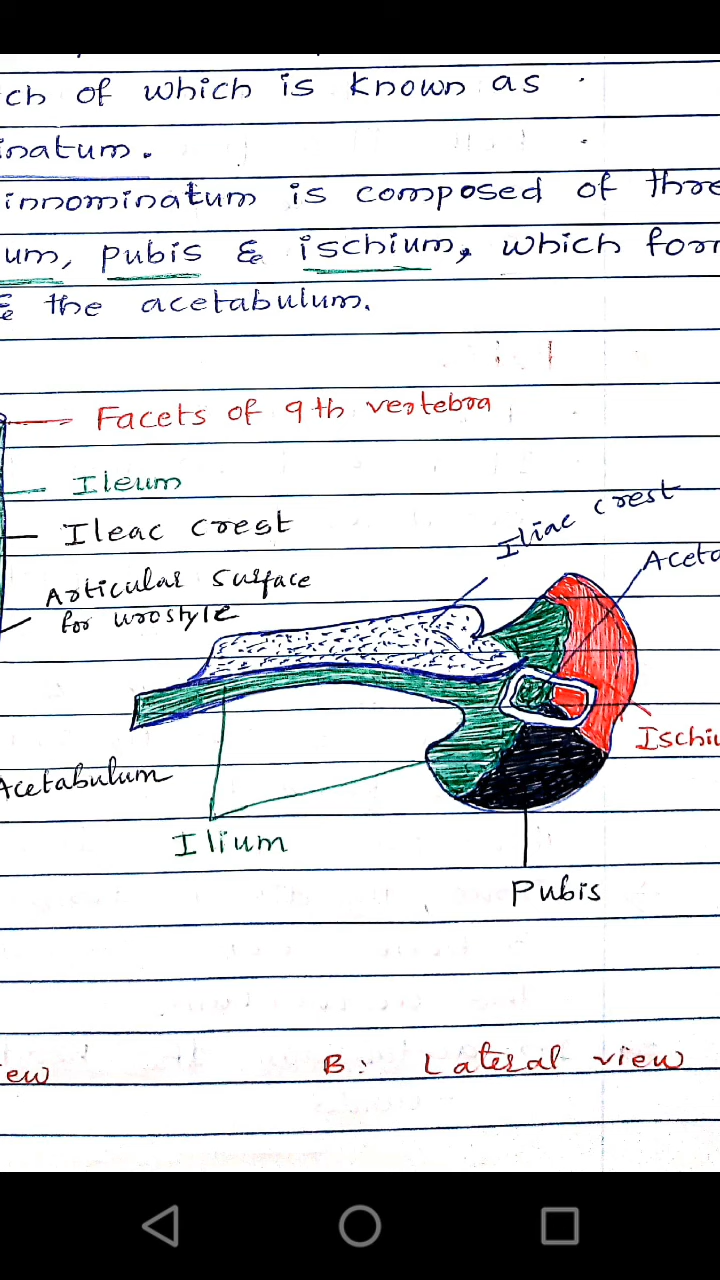 ch of which is known as
inatum.
innominatum is composed of thre
um, pubis & ischium, which for
& the acetabulum.
Facets of 9th vertebra
Ileum
Ileac crest
Iliac crest
Aceta
Articular surface
for urostyle
Ischiu
Acetabulum
Ilium
Pubis
ew
B: Lateral view